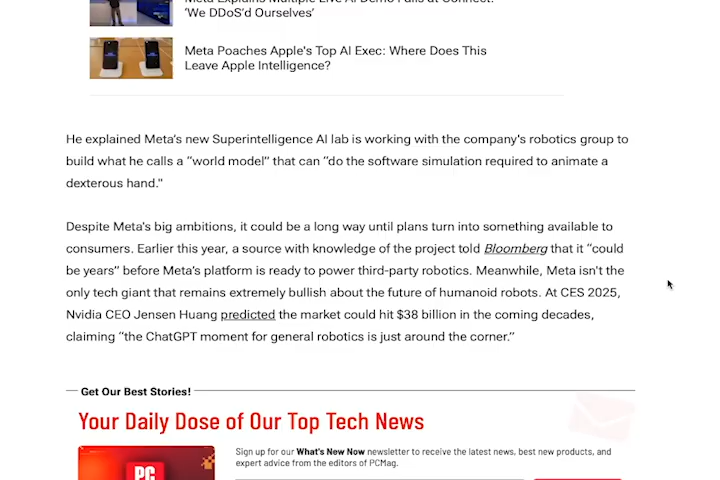 Meta Explains Multiple Live AI Demo Fails at Connect:
‘We DDoS'd Ourselves’
Meta Poaches Apple's Top AI Exec: Where Does This
Leave Apple Intelligence?
He explained Meta's new Superintelligence AI lab is working with the company's robotics group to
build what he calls a “world model” that can “do the software simulation required to animate a
dexterous hand."
Despite Meta's big ambitions, it could be a long way until plans turn into something available to
consumers. Earlier this year, a source with knowledge of the project told Bloomberg that it “could
be years” before Meta's platform is ready to power third-party robotics. Meanwhile, Meta isn't the
only tech giant that remains extremely bullish about the future of humanoid robots. At CES 2025,
Nvidia CEO Jensen Huang predicted the market could hit $38 billion in the coming decades,
claiming “the ChatGPT moment for general robotics is just around the corner.”
Get Our Best Stories!
Your Daily Dose of Our Top Tech News
Sign up for our What's New Now newsletter to receive the latest news, best new products, and
expert advice from the editors of PCMag.
PC